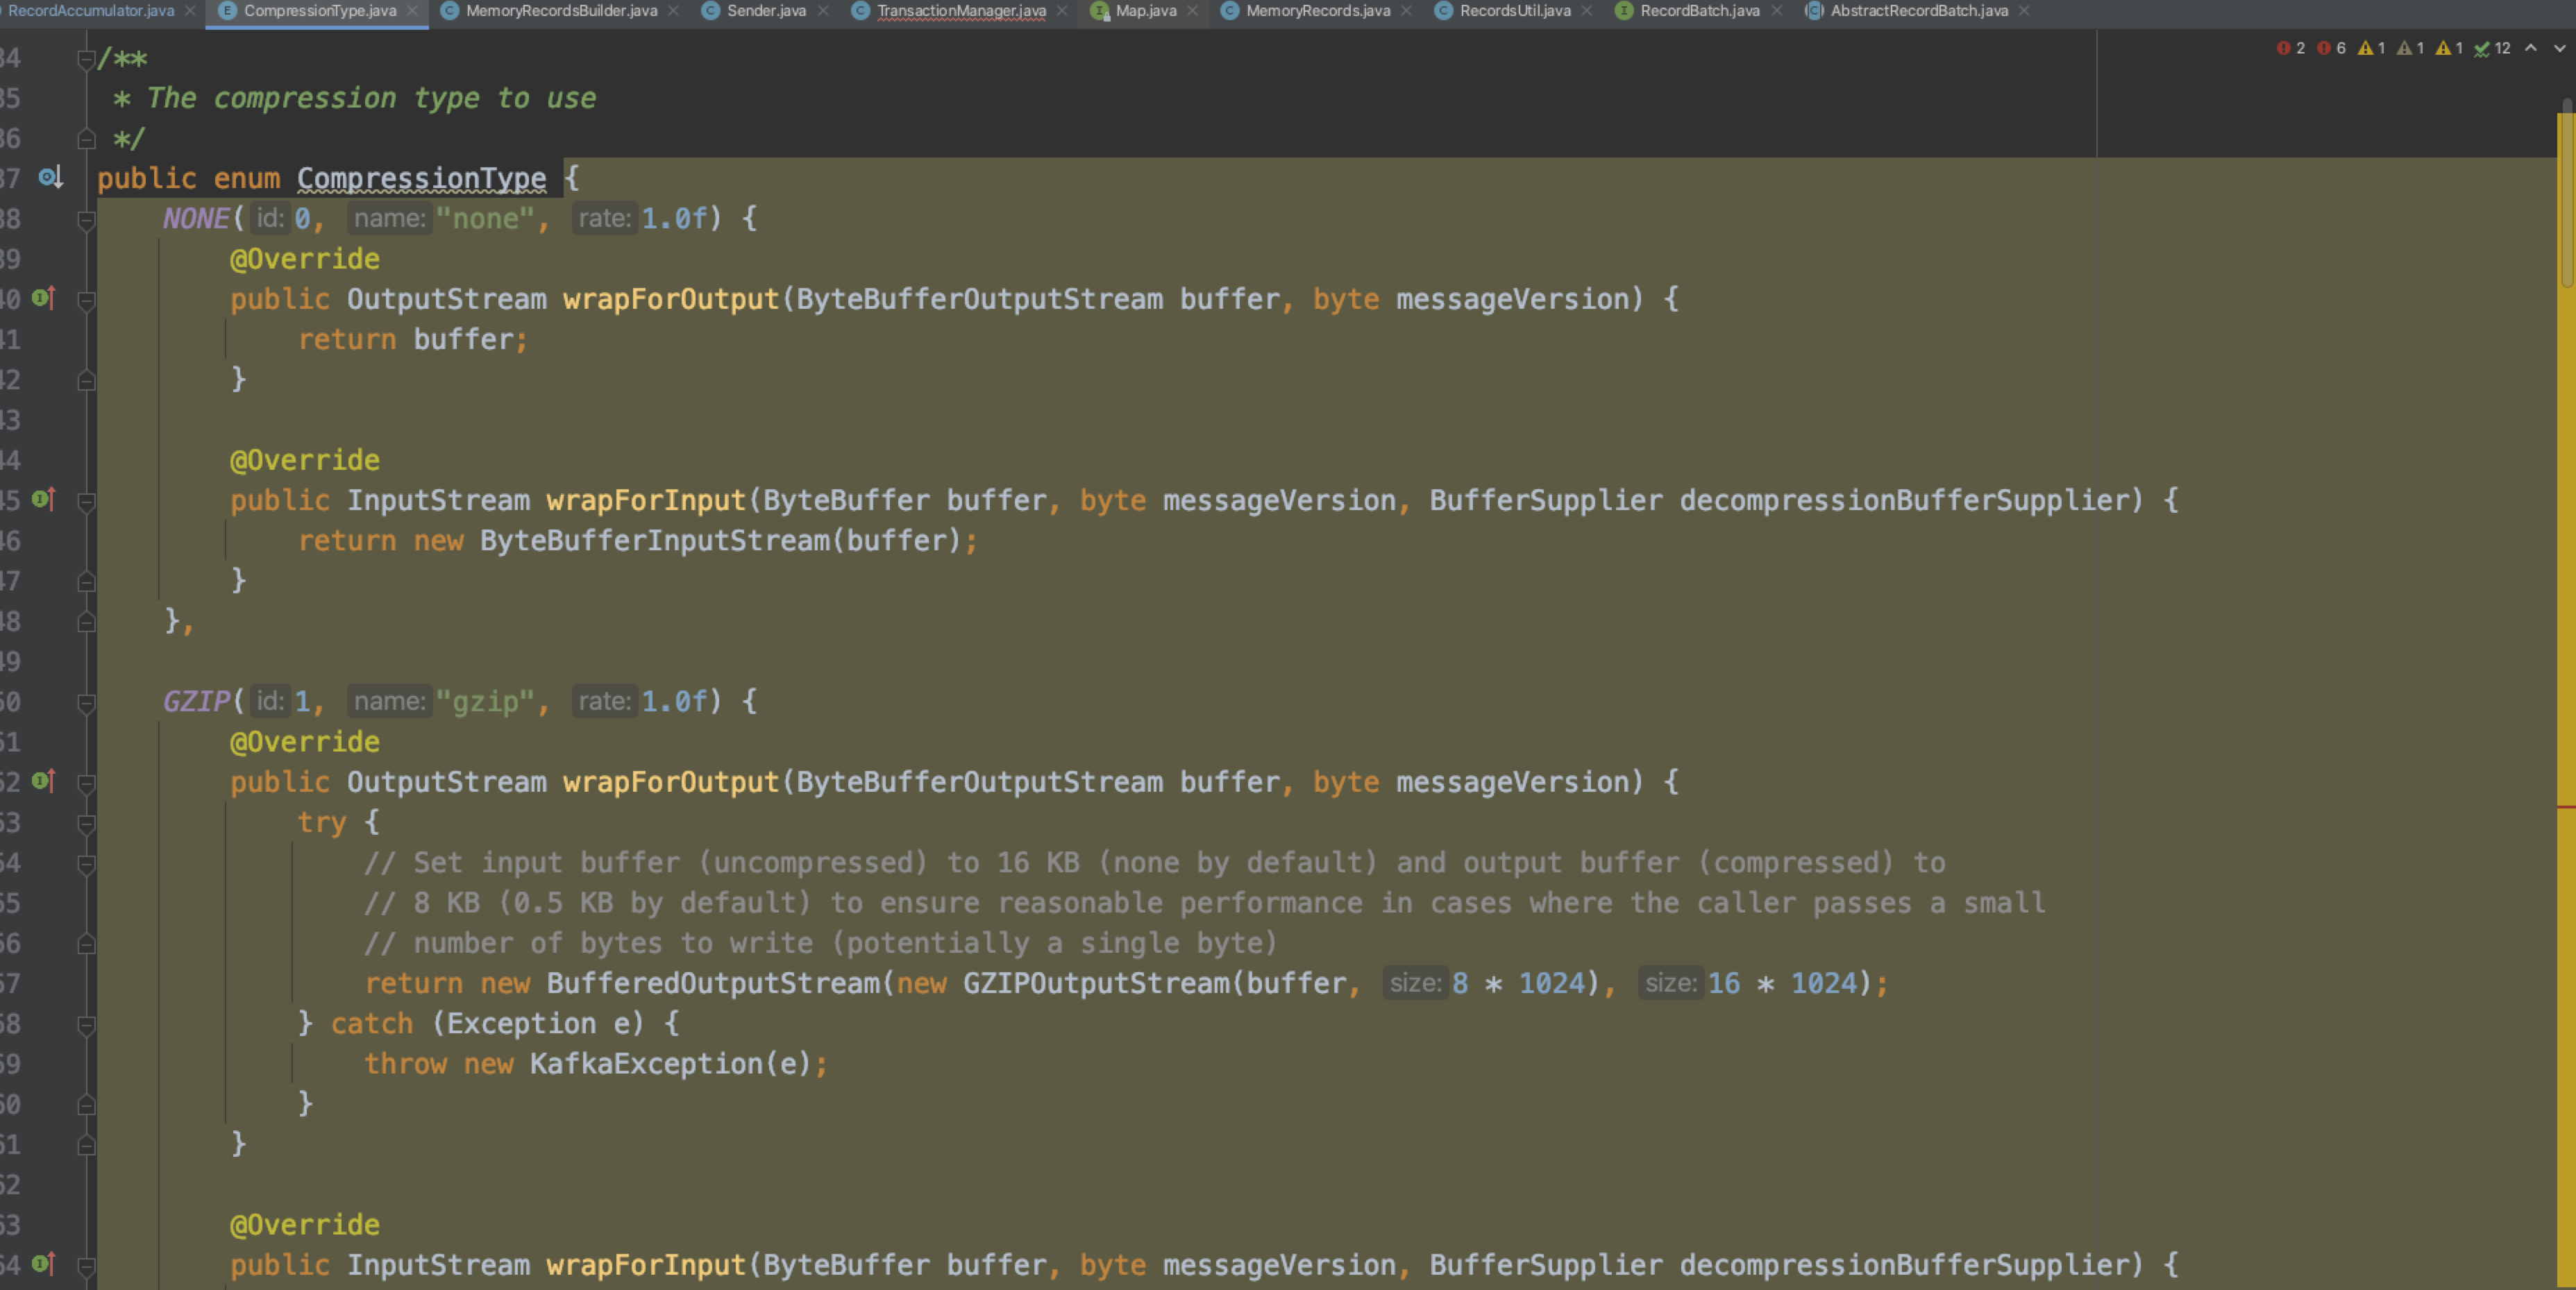 RecordAccumulator.java CompressionType.java MemoryRecordsBuilder.java Sender.java TransactionManager.java Map.java MemoryRecords.java RecordsUtil.java RecordBatch.java AbstractRecordBatch.java
2 6 1 1 1 12
34 /**
35 * The compression type to use
36 */
37 public enum CompressionType {
38 NONE( id: 0, name: "none", rate: 1.0f) {
39 @Override
40 public OutputStream wrapForOutput(ByteBufferOutputStream buffer, byte messageVersion) {
41 return buffer;
42 }
43
44 @Override
45 public InputStream wrapForInput(ByteBuffer buffer, byte messageVersion, BufferSupplier decompressionBufferSupplier) {
46 return new ByteBufferInputStream(buffer);
47 }
48 },
49
50 GZIP( id: 1, name: "gzip", rate: 1.0f) {
51 @Override
52 public OutputStream wrapForOutput(ByteBufferOutputStream buffer, byte messageVersion) {
53 try {
54 // Set input buffer (uncompressed) to 16 KB (none by default) and output buffer (compressed) to
55 // 8 KB (0.5 KB by default) to ensure reasonable performance in cases where the caller passes a small
56 // number of bytes to write (potentially a single byte)
57 return new BufferedOutputStream(new GZIPOutputStream(buffer, size: 8 * 1024), size: 16 * 1024);
58 } catch (Exception e) {
59 throw new KafkaException(e);
60 }
61 }
62
63 @Override
64 public InputStream wrapForInput(ByteBuffer buffer, byte messageVersion, BufferSupplier decompressionBufferSupplier) {